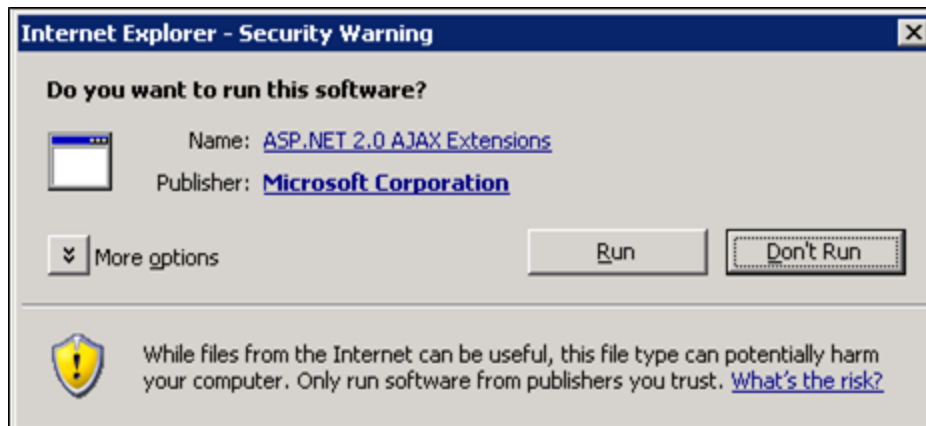 Internet Explorer - Security Warning
Do you want to run this software?
Name: ASP.NET 2.0 AJAX Extensions
Publisher: Microsoft Corporation
More options
Run
Don't Run
While files from the Internet can be useful, this file type can potentially harm
your computer. Only run software from publishers you trust. What's the risk?